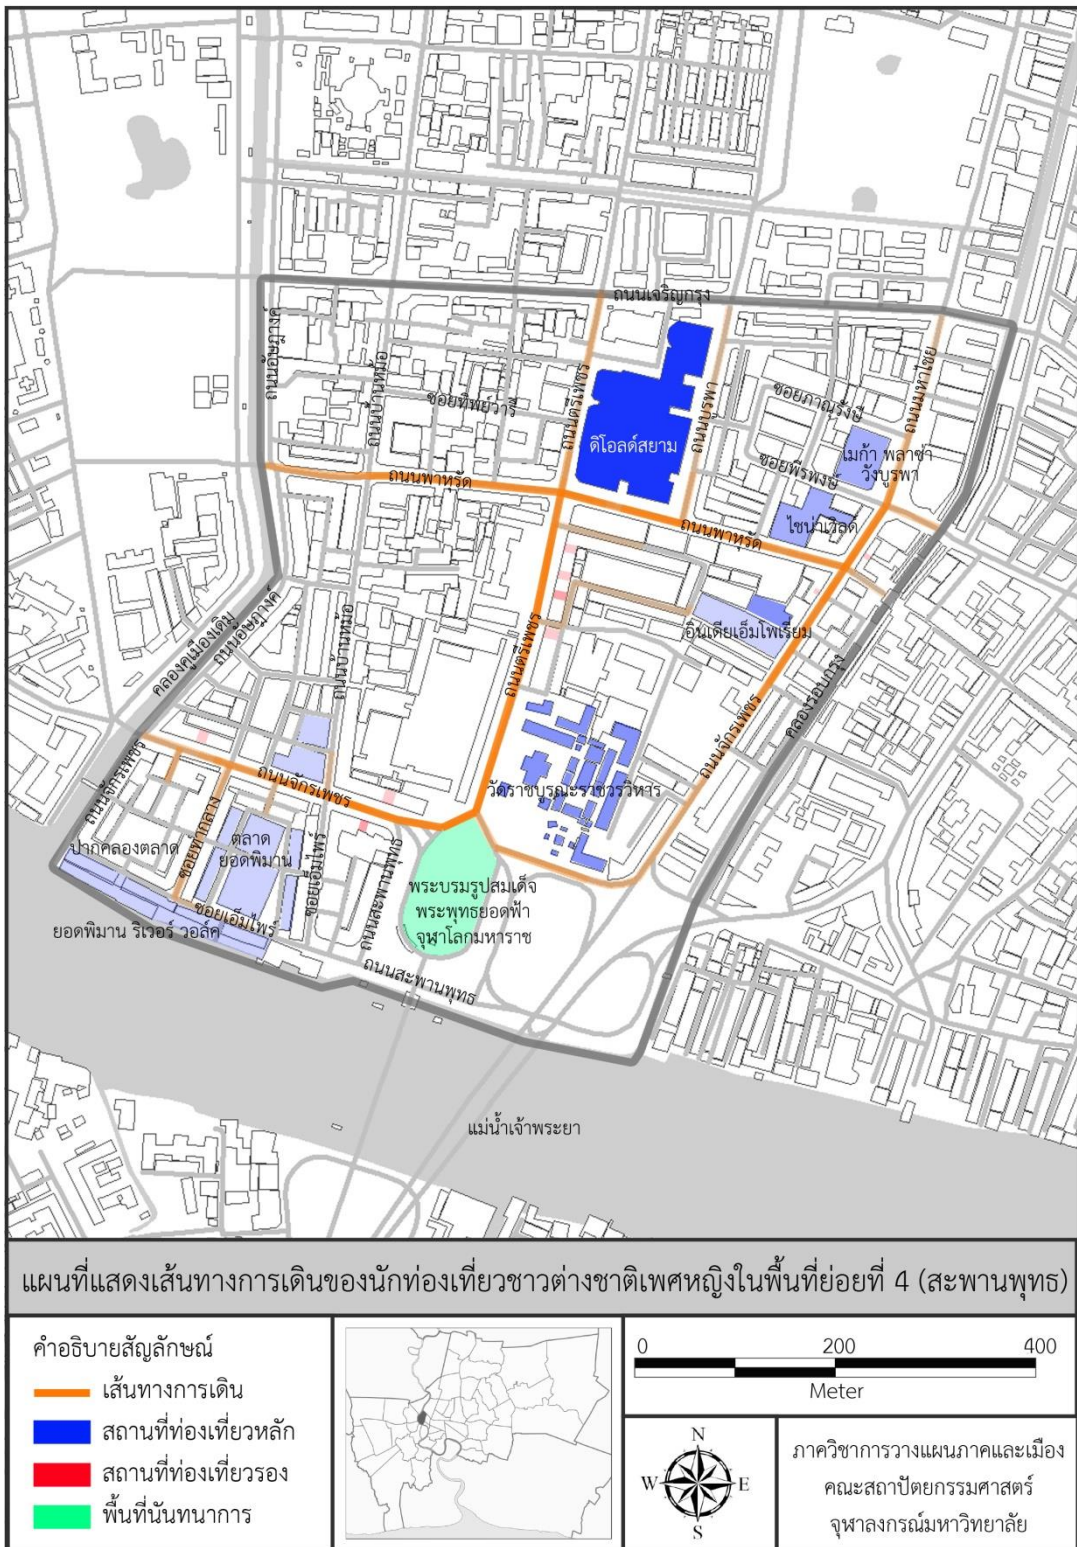 ถนนเจริญกรุง
ถนนอัษฎางค์
ถนนบ้านหม้อ
ซอยทิพย์วารี
ถนนตรีเพชร
ดิโอลด์สยาม
ถนนบูรพา
ซอยภาณุรังษี
ถนนมหาไชย
เมก้า พลาซ่า
วังบูรพา
ซอยพีรพงษ์
ไชน่าเวิลด์
ถนนพาหุรัด
ถนนพาหุรัด
อินเดียเอ็มโพเรี่ยม
คลองคูเมืองเดิม
ถนนอัษฎางค์
ถนนบ้านหม้อ
ถนนตรีเพชร
คลองรอบกรุง
ถนนจักรเพชร
ถนนจักรเพชร
ถนนจักรเพชร
วัดราชบูรณะราชวรวิหาร
ปากคลองตลาด
ซอยท่ากลาง
ตลาด
ยอดพิมาน
ซอยเอ็มไพร์
ซอยเอ็มไพร์
ถนนสะพานพุทธ
พระบรมรูปสมเด็จ
พระพุทธยอดฟ้า
จุฬาโลกมหาราช
ยอดพิมาน ริเวอร์ วอล์ค
ถนนสะพานพุทธ
แม่น้ำเจ้าพระยา
แผนที่แสดงเส้นทางการเดินของนักท่องเที่ยวชาวต่างชาติเพศหญิงในพื้นที่ย่อยที่ 4 (สะพานพุทธ)
คำอธิบายสัญลักษณ์
เส้นทางการเดิน
สถานที่ท่องเที่ยวหลัก
สถานที่ท่องเที่ยวรอง
พื้นที่นันทนาการ
0 200 400
Meter
N
W E
S
ภาควิชาการวางแผนภาคและเมือง
คณะสถาปัตยกรรมศาสตร์
จุฬาลงกรณ์มหาวิทยาลัย